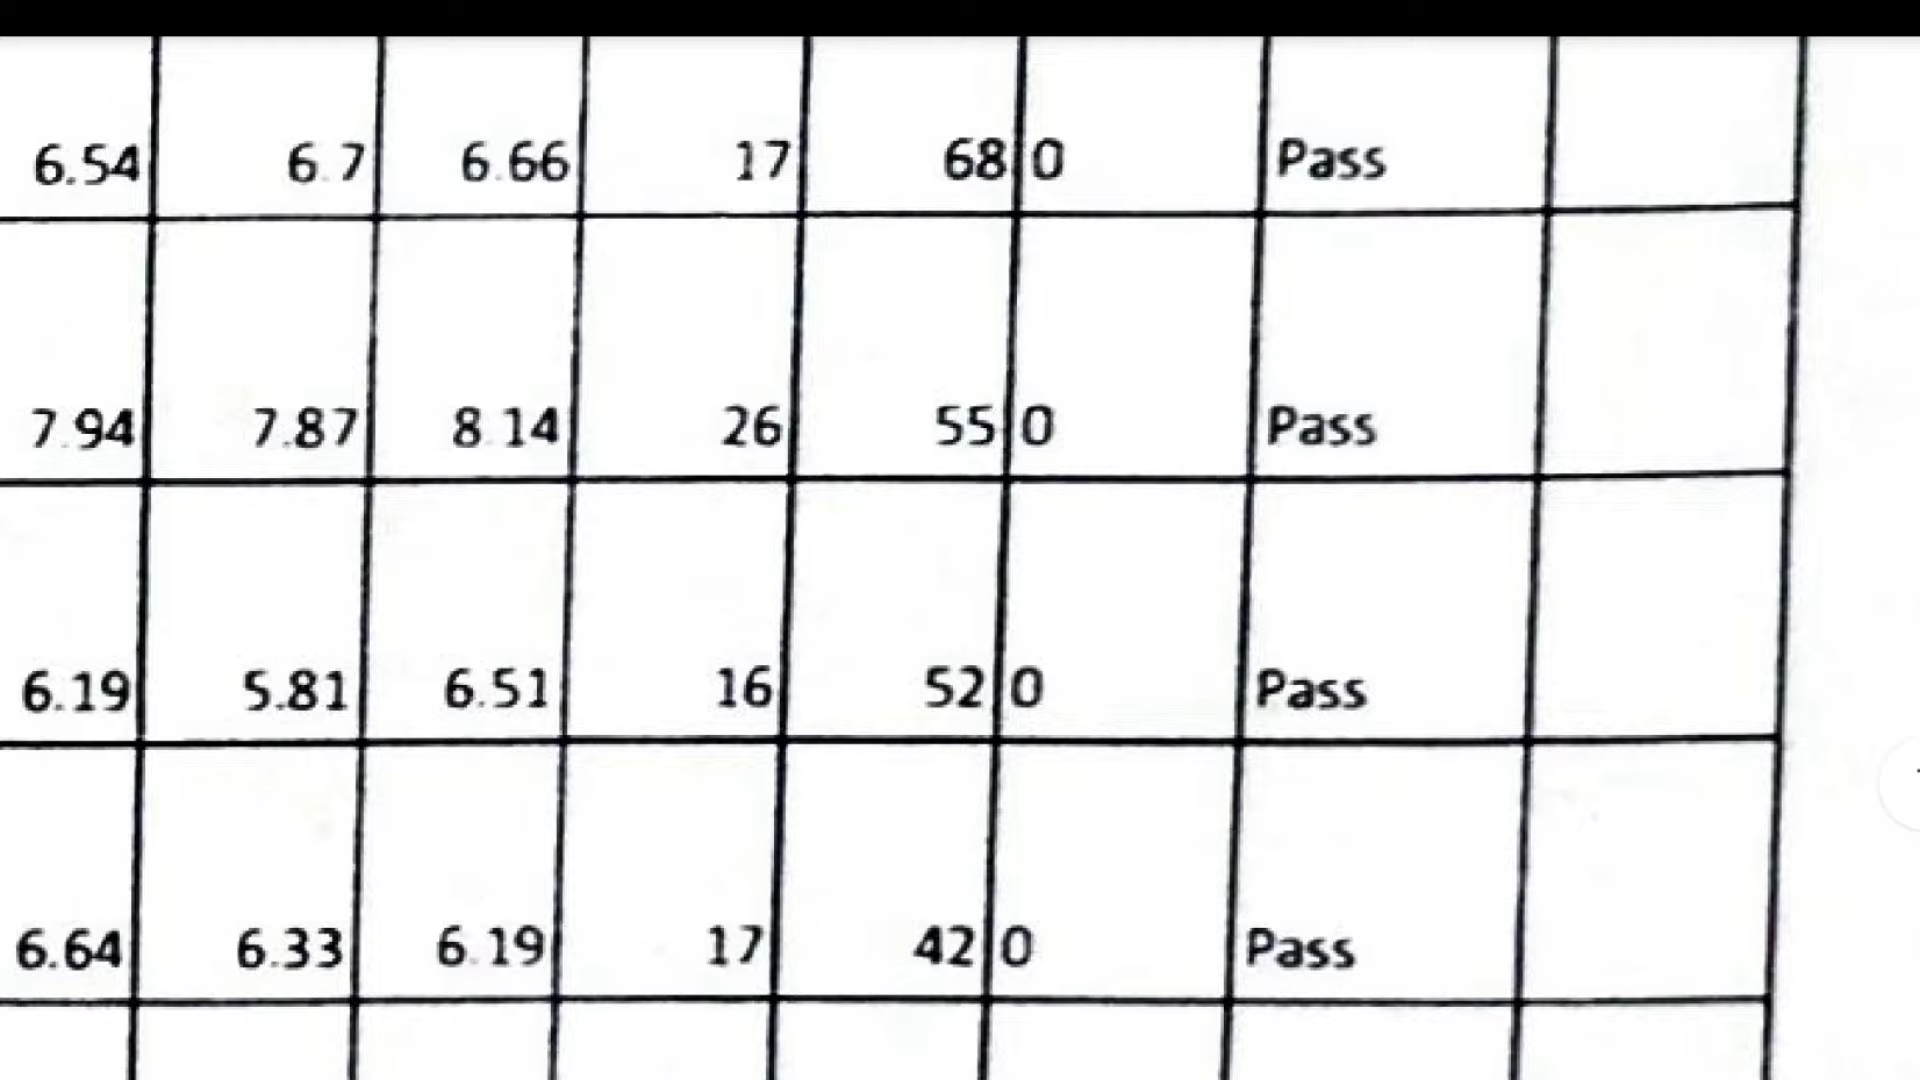 6.54 6.7 6.66 17 68 0 Pass
7.94 7.87 8.14 26 55 0 Pass
6.19 5.81 6.51 16 52 0 Pass
6.64 6.33 6.19 17 42 0 Pass